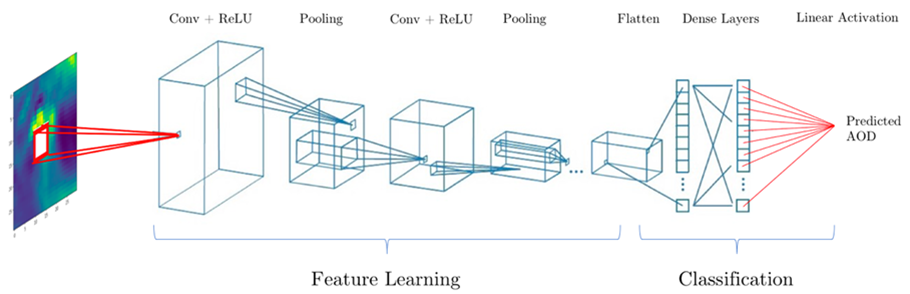 Conv + ReLU
Pooling
Conv + ReLU
Pooling
Flatten
Dense Layers
Linear Activation
Predicted
AOD
Feature Learning
Classification